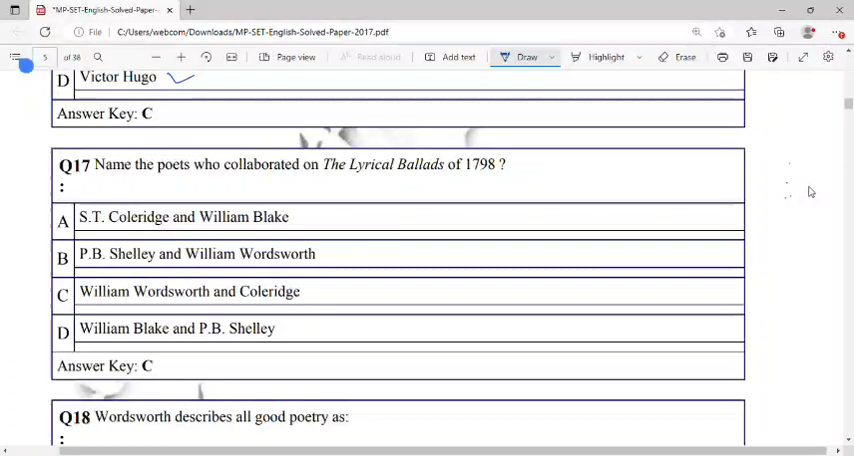 *MP-SET-English-Solved-Paper-
File
C:/Users/webcom/Downloads/MP-SET-English-Solved-Paper-2017.pdf
5 of 38
Page view
Read aloud
Add text
Draw
Highlight
Erase
D Victor Hugo
Answer Key: C
Q17 Name the poets who collaborated on The Lyrical Ballads of 1798 ?
:
A S.T. Coleridge and William Blake
B P.B. Shelley and William Wordsworth
C William Wordsworth and Coleridge
D William Blake and P.B. Shelley
Answer Key: C
Q18 Wordsworth describes all good poetry as:
: